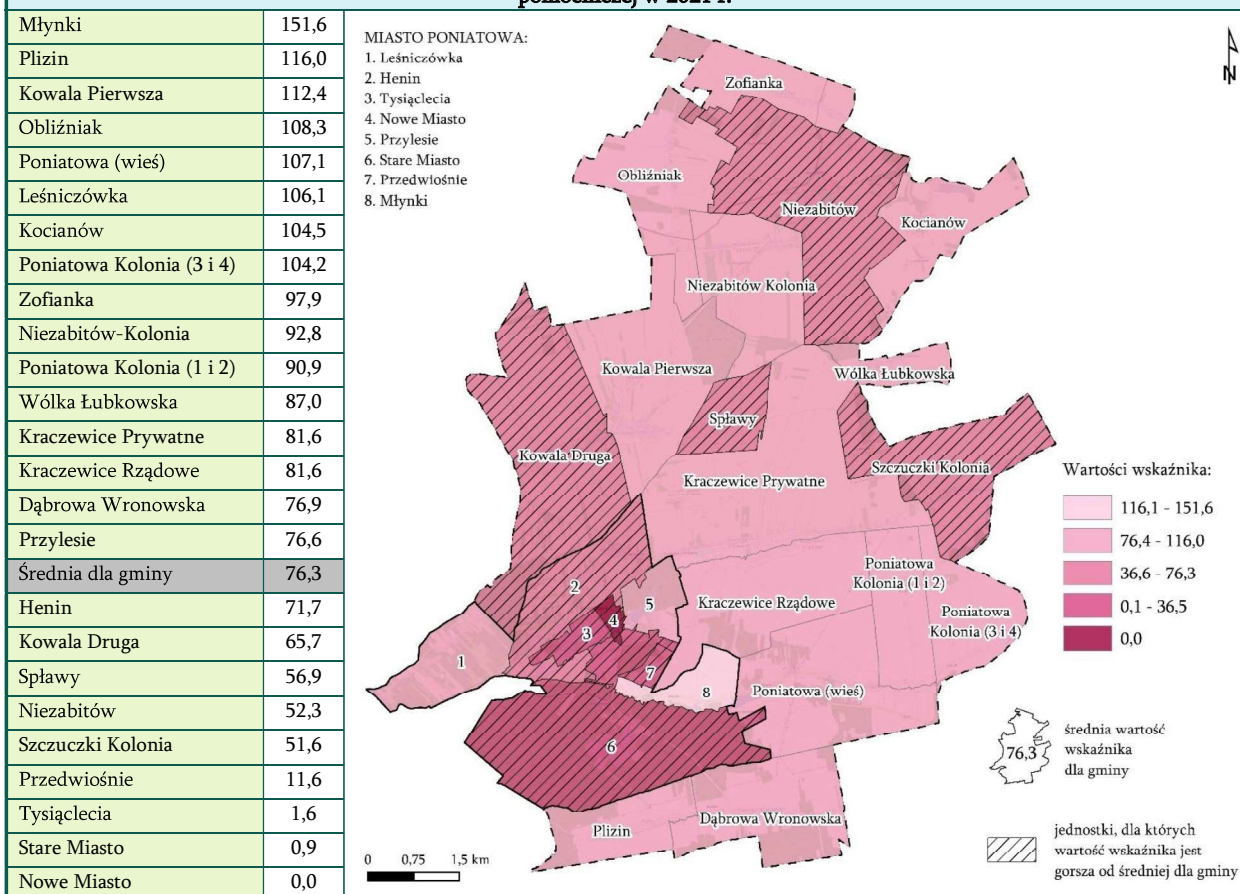 pomocniczej w 2021 r.
Młynki 151,6
Plizin 116,0
Kowala Pierwsza 112,4
Obliźniak 108,3
Poniatowa (wieś) 107,1
Leśniczówka 106,1
Kocianów 104,5
Poniatowa Kolonia (3 i 4) 104,2
Zofianka 97,9
Niezabitów-Kolonia 92,8
Poniatowa Kolonia (1 i 2) 90,9
Wólka Łubkowska 87,0
Kraczewice Prywatne 81,6
Kraczewice Rządowe 81,6
Dąbrowa Wronowska 76,9
Przylesie 76,6
Średnia dla gminy 76,3
Henin 71,7
Kowala Druga 65,7
Spławy 56,9
Niezabitów 52,3
Szczuczki Kolonia 51,6
Przedwiośnie 11,6
Tysiąclecia 1,6
Stare Miasto 0,9
Nowe Miasto 0,0
MIASTO PONIATOWA:
1. Leśniczówka
2. Henin
3. Tysiąclecia
4. Nowe Miasto
5. Przylesie
6. Stare Miasto
7. Przedwiośnie
8. Młynki
N
Zofianka
Obliźniak
Niezabitów
Kocianów
Niezabitów Kolonia
Kowala Pierwsza
Wólka Łubkowska
Spławy
Kowala Druga
Szczuczki Kolonia
Kraczewice Prywatne
Poniatowa
Kolonia (1 i 2)
Kraczewice Rządowe
Poniatowa
Kolonia (3 i 4)
2
5
4
3
1
7
8
Poniatowa (wieś)
6
Dąbrowa Wronowska
Plizin
0 0,75 1,5 km
Wartości wskaźnika:
116,1 - 151,6
76,4 - 116,0
36,6 - 76,3
0,1 - 36,5
0,0
76,3
średnia wartość
wskaźnika
dla gminy
jednostki, dla których
wartość wskaźnika jest
gorsza od średniej dla gminy